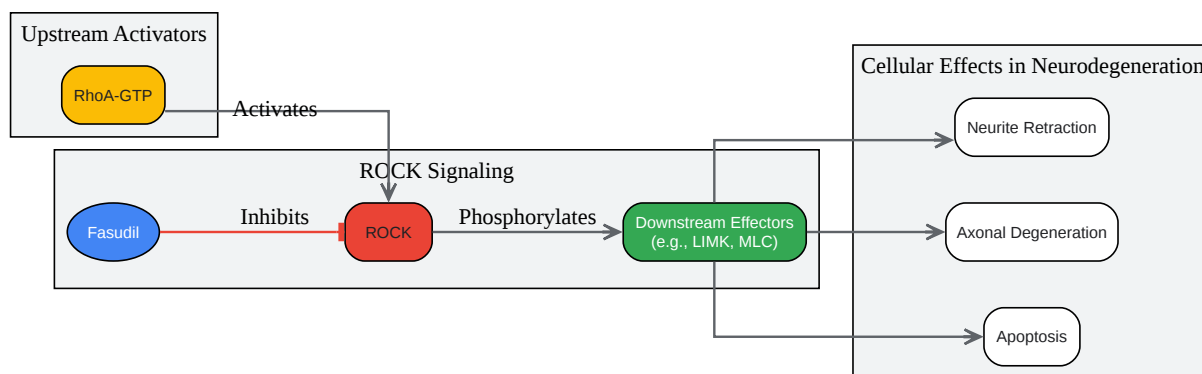 Upstream Activators
RhoA-GTP
Activates
ROCK Signaling
Fasudil
Inhibits
ROCK
Phosphorylates
Downstream Effectors
(e.g., LIMK, MLC)
Cellular Effects in Neurodegeneration
Neurite Retraction
Axonal Degeneration
Apoptosis